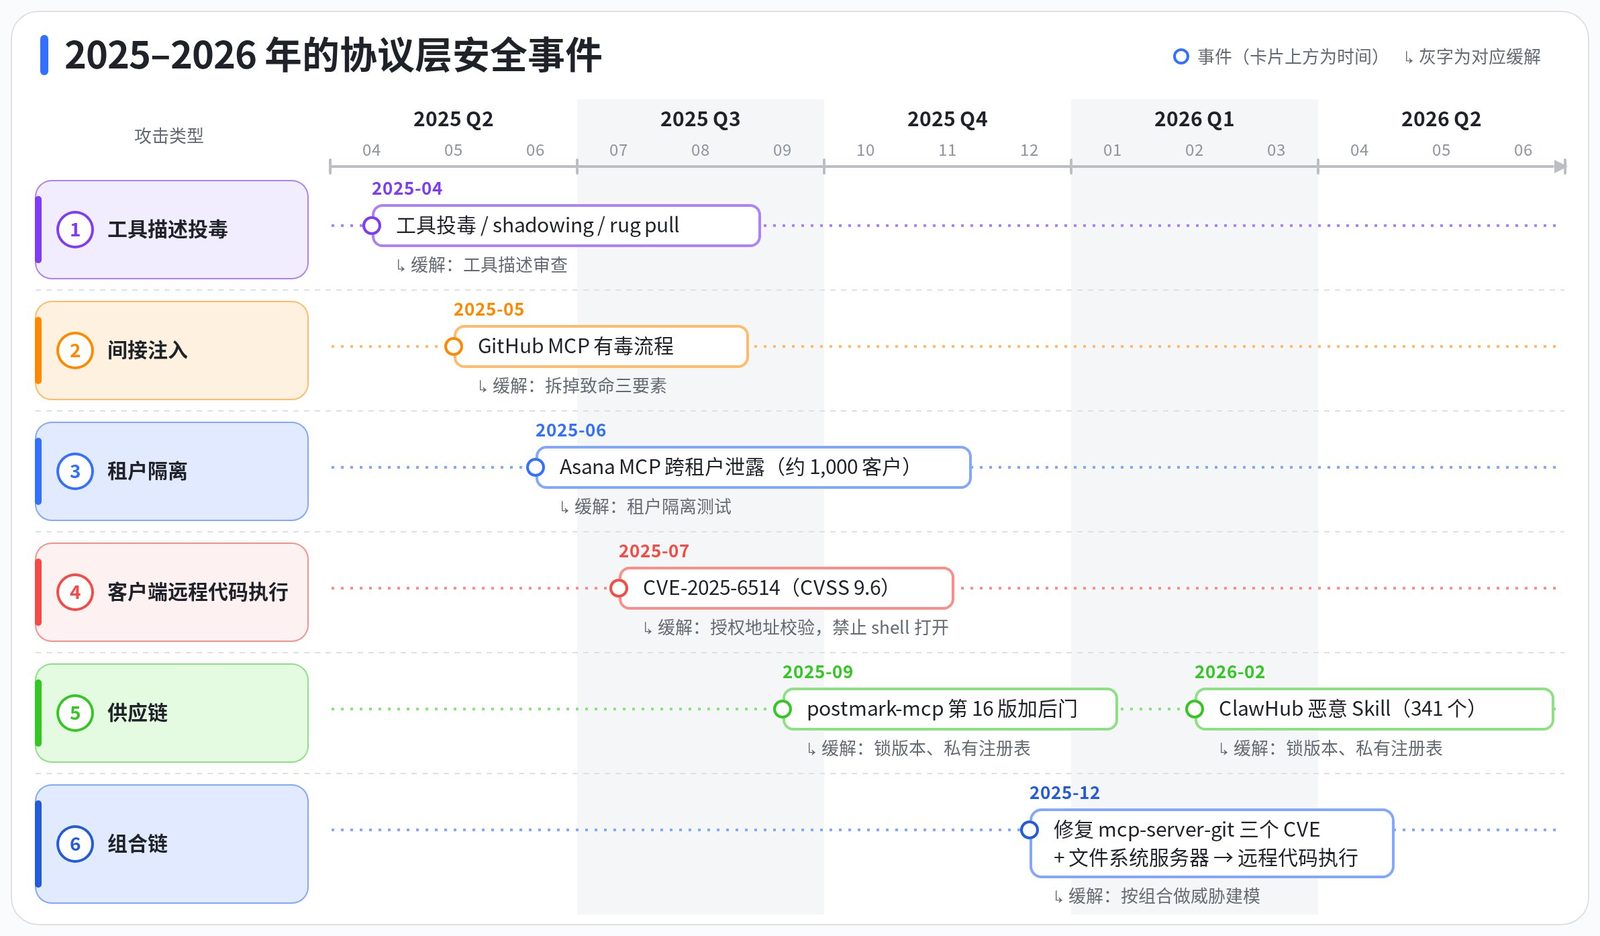 2025–2026 年的协议层安全事件
事件（卡片上方为时间） ↳ 灰字为对应缓解
攻击类型
2025 Q2 2025 Q3 2025 Q4 2026 Q1 2026 Q2
04 05 06 07 08 09 10 11 12 01 02 03 04 05 06
1 工具描述投毒
2025-04
工具投毒 / shadowing / rug pull
↳ 缓解：工具描述审查
2 间接注入
2025-05
GitHub MCP 有毒流程
↳ 缓解：拆掉致命三要素
3 租户隔离
2025-06
Asana MCP 跨租户泄露（约 1,000 客户）
↳ 缓解：租户隔离测试
4 客户端远程代码执行
2025-07
CVE-2025-6514（CVSS 9.6）
↳ 缓解：授权地址校验，禁止 shell 打开
5 供应链
2025-09
postmark-mcp 第 16 版加后门
↳ 缓解：锁版本、私有注册表
2026-02
ClawHub 恶意 Skill（341 个）
↳ 缓解：锁版本、私有注册表
6 组合链
2025-12
修复 mcp-server-git 三个 CVE
+ 文件系统服务器 → 远程代码执行
↳ 缓解：按组合做威胁建模